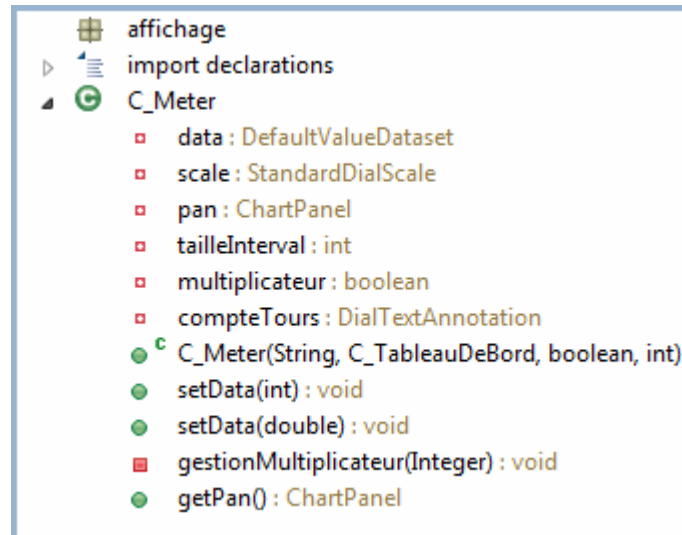 affichage
import declarations
C_Meter
data : DefaultValueDataset
scale : StandardDialScale
pan : ChartPanel
tailleInterval : int
multiplicateur : boolean
compteTours : DialTextAnnotation
C_Meter(String, C_TableauDeBord, boolean, int)
setData(int) : void
setData(double) : void
gestionMultiplicateur(Integer) : void
getPan() : ChartPanel